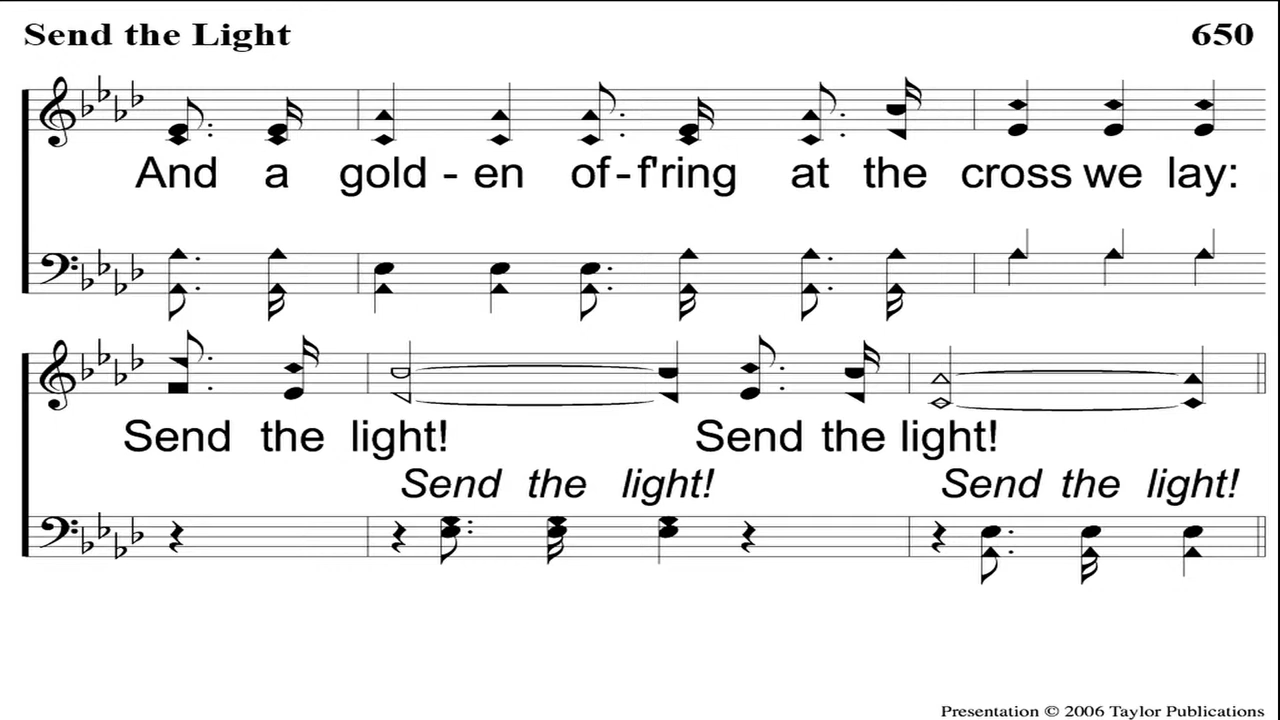 Send the Light 650
And a gold - en of - f'ring at the cross we lay:
Send the light! Send the light!
Send the light! Send the light!
Presentation © 2006 Taylor Publications